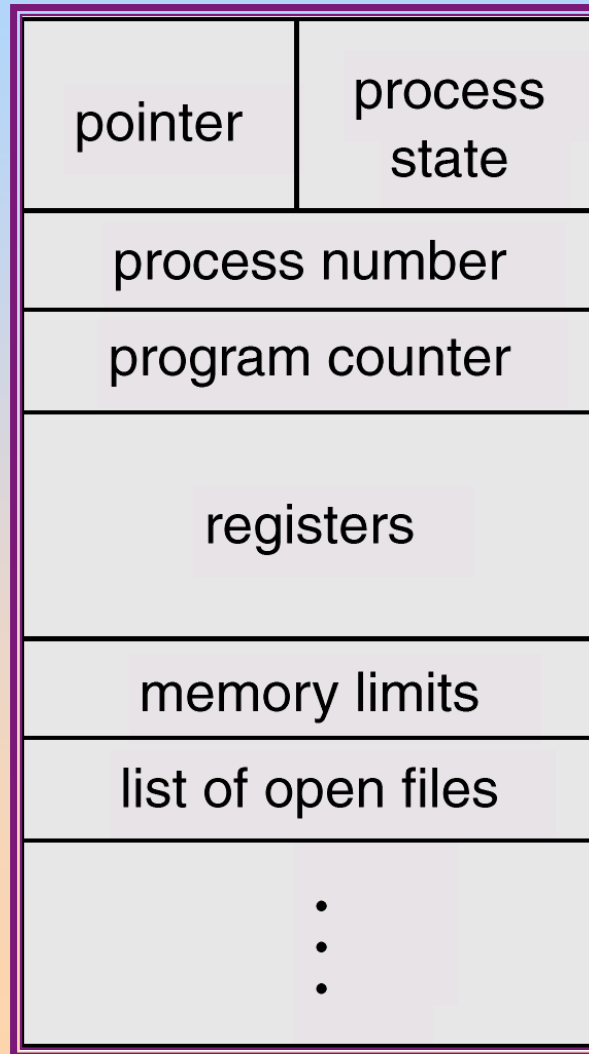 pointer
process
state
process number
program counter
registers
memory limits
list of open files